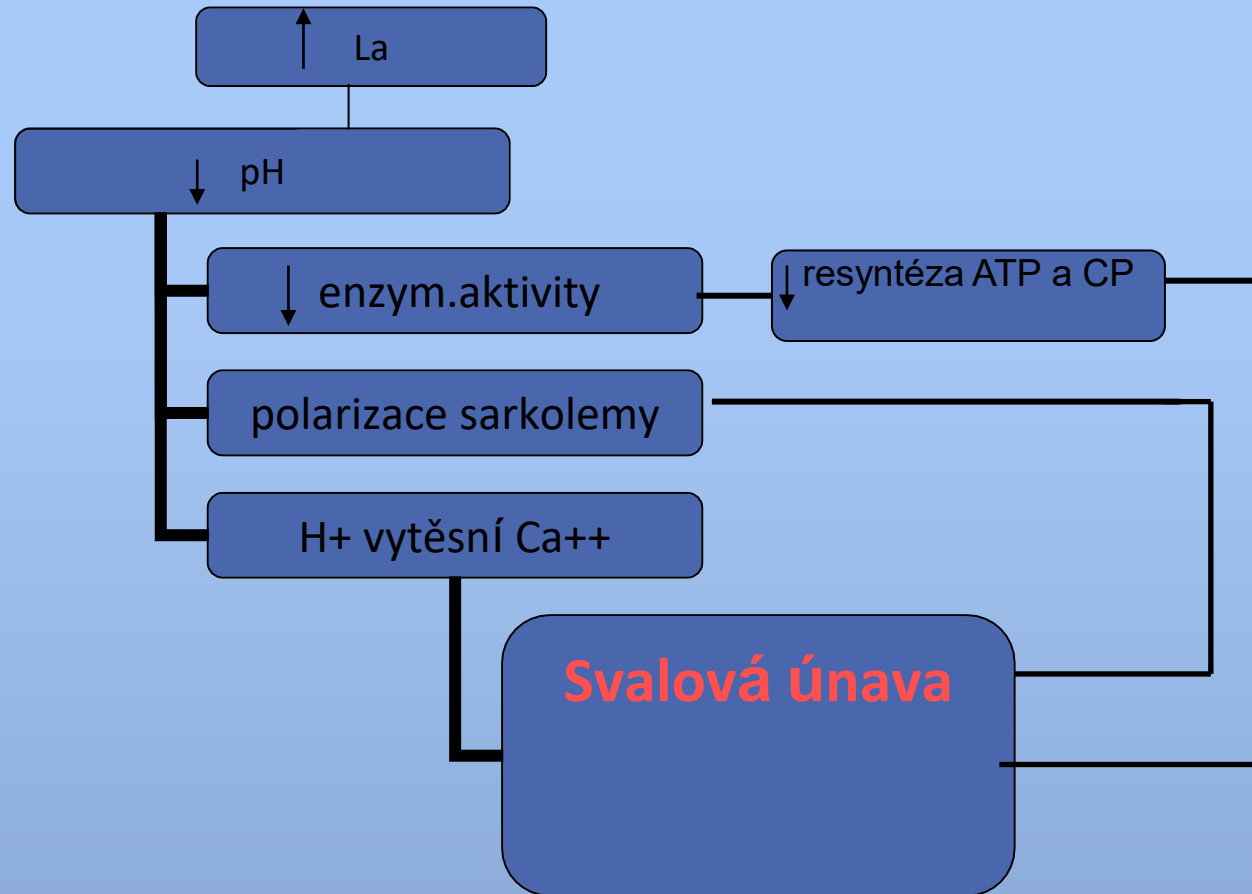 La
pH
enzym.aktivity
resyntéza ATP a CP
polarizace sarkolemy
H+ vytěsní Ca++
Svalová únava